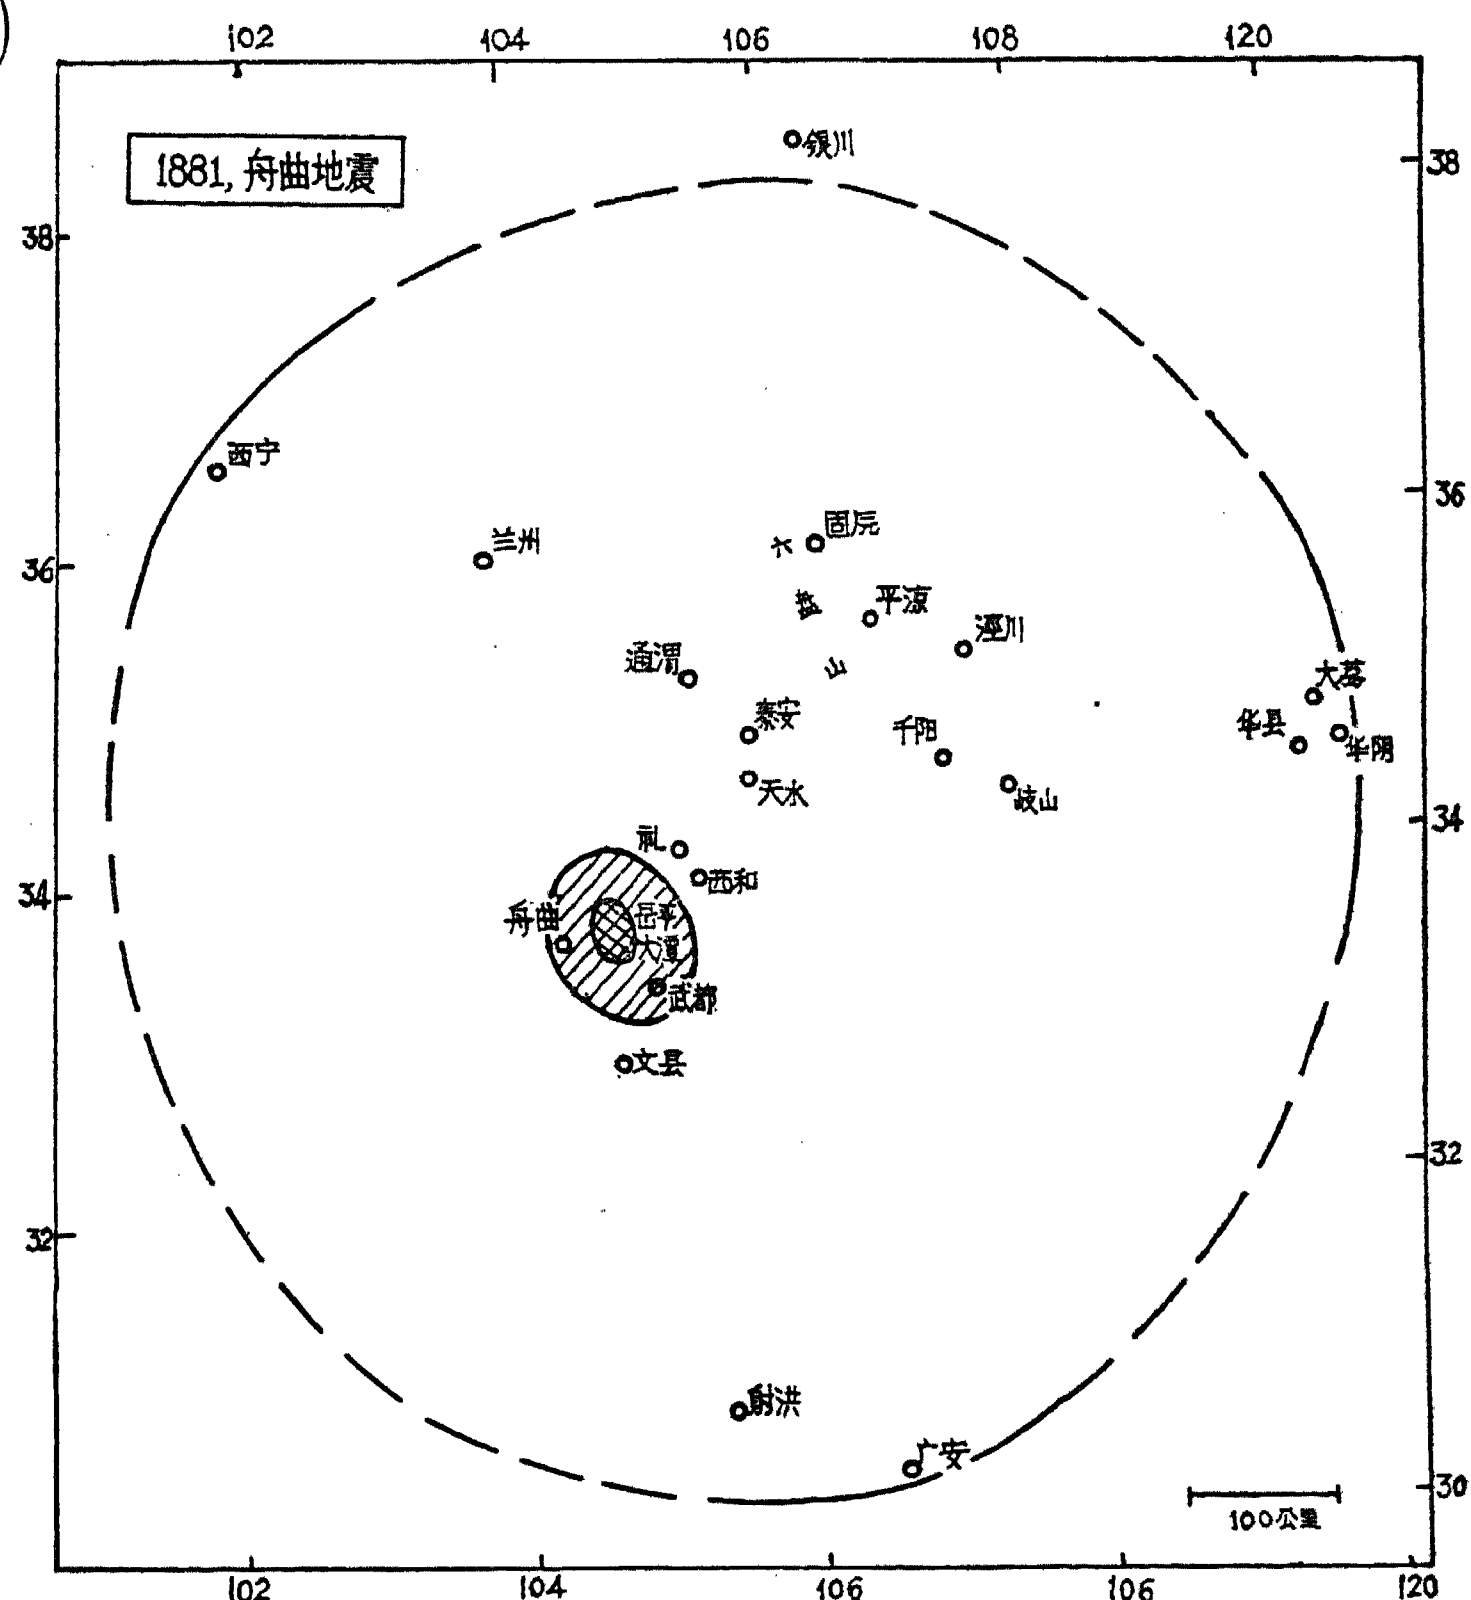 )
102 104 106 108 120
银川
38
1881, 舟曲地震
38
西宁
36
固原
六
兰州
36
盘
平凉
涇川
通渭
山
大荔
泰安
千阳
华县
华阴
天水
岐山
34
礼
西和
34
舟曲
岳平
大潭
武都
文县
32
32
射洪
广安
30
100公里
102 104 106 106 120